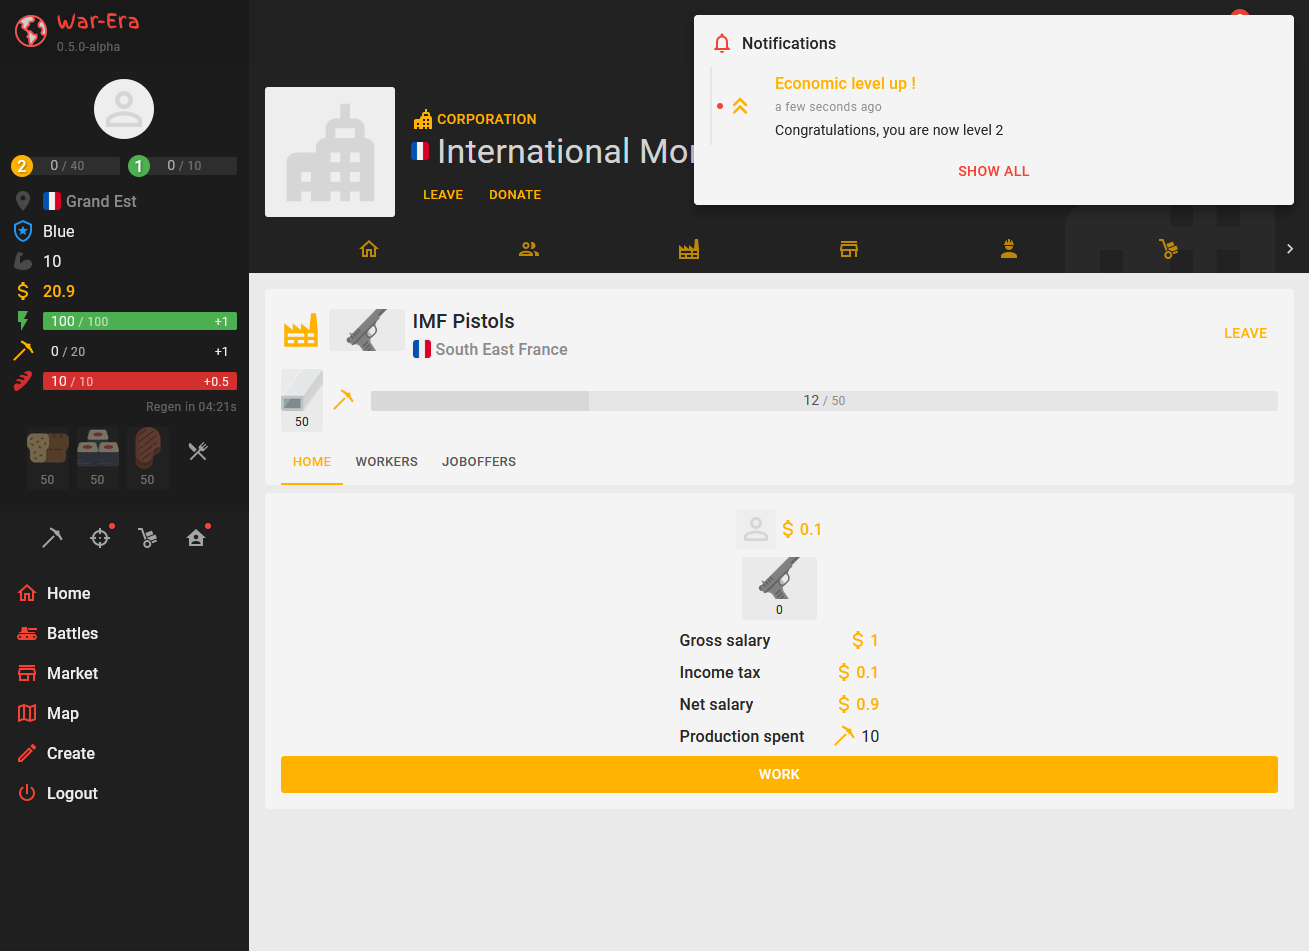 War-Era
0.5.0-alpha
2 0 / 40 1 0 / 10
Grand Est
Blue
10
20.9
100 / 100 +1
0 / 20 +1
10 / 10 +0.5
Regen in 04:21s
50 50 50
Home
Battles
Market
Map
Create
Logout
CORPORATION
International Mo
LEAVE DONATE
Notifications
Economic level up !
a few seconds ago
Congratulations, you are now level 2
SHOW ALL
IMF Pistols
South East France
LEAVE
50
12 / 50
HOME WORKERS JOBOFFERS
$ 0.1
0
Gross salary $ 1
Income tax $ 0.1
Net salary $ 0.9
Production spent 10
WORK